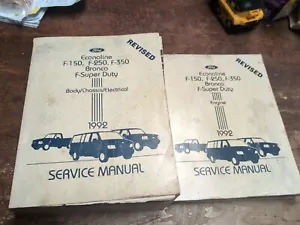 REVISED
Ford
Econoline
F-150, F-250, F-350
Bronco
F-Super Duty
Body/Chassis/Electrical
1992
SERVICE MANUAL
REVISED
Ford
Econoline
F-150, F-250, F-350
Bronco
F-Super Duty
Engine
1992
SERVICE MANUAL